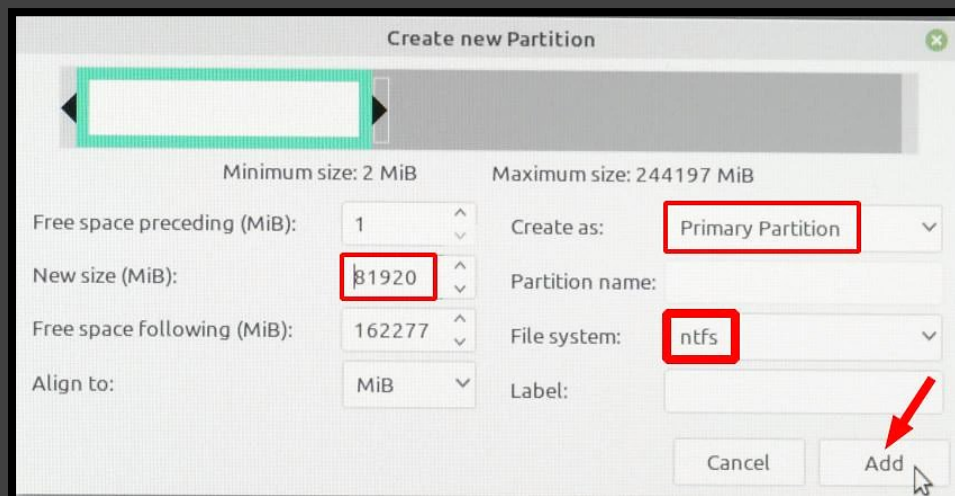 Create new Partition
Minimum size: 2 MiB
Maximum size: 244197 MiB
Free space preceding (MiB): 1
Create as: Primary Partition
New size (MiB): 81920
Partition name:
Free space following (MiB): 162277
File system: ntfs
Align to: MiB
Label:
Cancel
Add